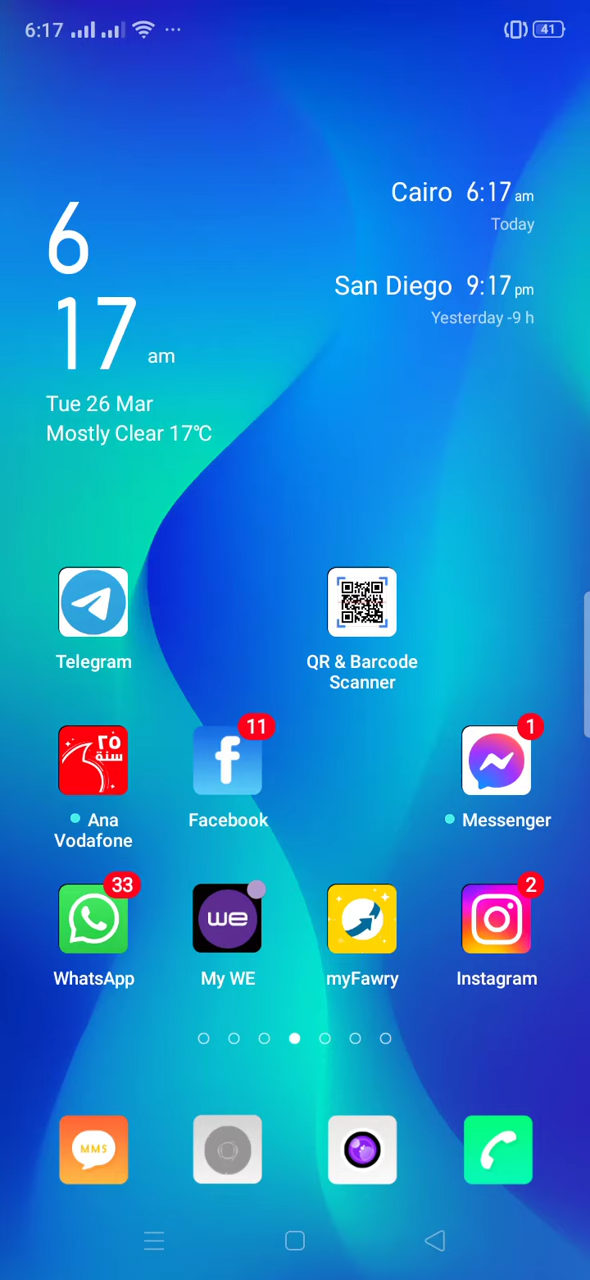 6:17
41
6
17 am
Tue 26 Mar
Mostly Clear 17℃
Cairo 6:17 am
Today
San Diego 9:17 pm
Yesterday -9 h
Telegram
QR & Barcode
Scanner
٢٥
سنة
11
1
Ana
Vodafone
Facebook
Messenger
33
we
2
WhatsApp
My WE
myFawry
Instagram
MMS